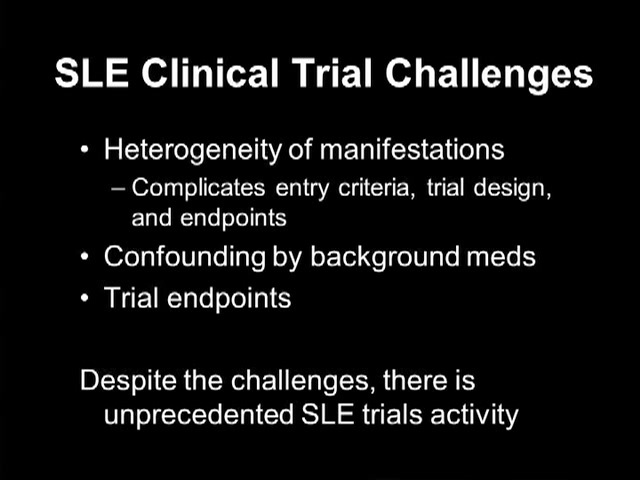 SLE Clinical Trial Challenges
• Heterogeneity of manifestations
– Complicates entry criteria, trial design,
and endpoints
• Confounding by background meds
• Trial endpoints
Despite the challenges, there is
unprecedented SLE trials activity